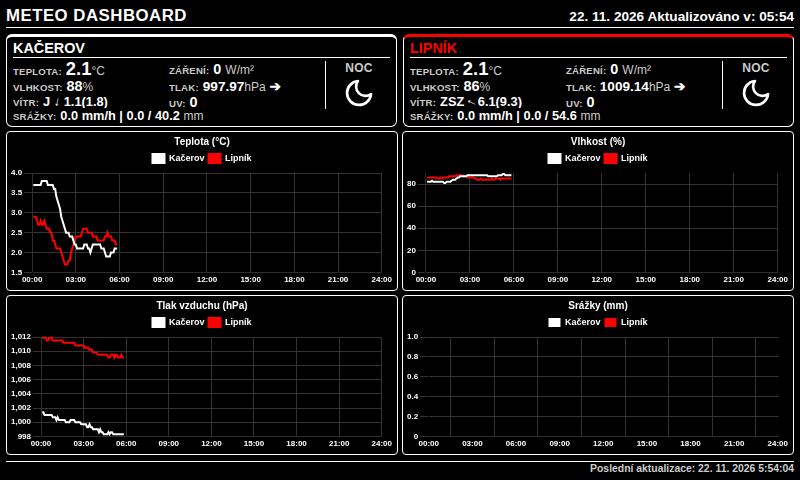 METEO DASHBOARD
22. 11. 2026 Aktualizováno v: 05:54
KAČEROV
TEPLOTA: 2.1°C
ZÁŘENÍ: 0 W/m²
NOC
VLHKOST: 88%
TLAK: 997.97hPa ➔
VÍTR: J ↓ 1.1(1.8)
UV: 0
SRÁŽKY: 0.0 mm/h | 0.0 / 40.2 mm
LIPNÍK
TEPLOTA: 2.1°C
ZÁŘENÍ: 0 W/m²
NOC
VLHKOST: 86%
TLAK: 1009.14hPa ➔
VÍTR: ZSZ ← 6.1(9.3)
UV: 0
SRÁŽKY: 0.0 mm/h | 0.0 / 54.6 mm
Teplota (°C)
Kačerov Lipník
4.0
3.5
3.0
2.5
2.0
1.5
00:00 03:00 06:00 09:00 12:00 15:00 18:00 21:00 24:00
Vlhkost (%)
Kačerov Lipník
80
60
40
20
0
00:00 03:00 06:00 09:00 12:00 15:00 18:00 21:00 24:00
Tlak vzduchu (hPa)
Kačerov Lipník
1,012
1,010
1,008
1,006
1,004
1,002
1,000
998
00:00 03:00 06:00 09:00 12:00 15:00 18:00 21:00 24:00
Srážky (mm)
Kačerov Lipník
1.0
0.8
0.6
0.4
0.2
0
00:00 03:00 06:00 09:00 12:00 15:00 18:00 21:00 24:00
Poslední aktualizace: 22. 11. 2026 5:54:04